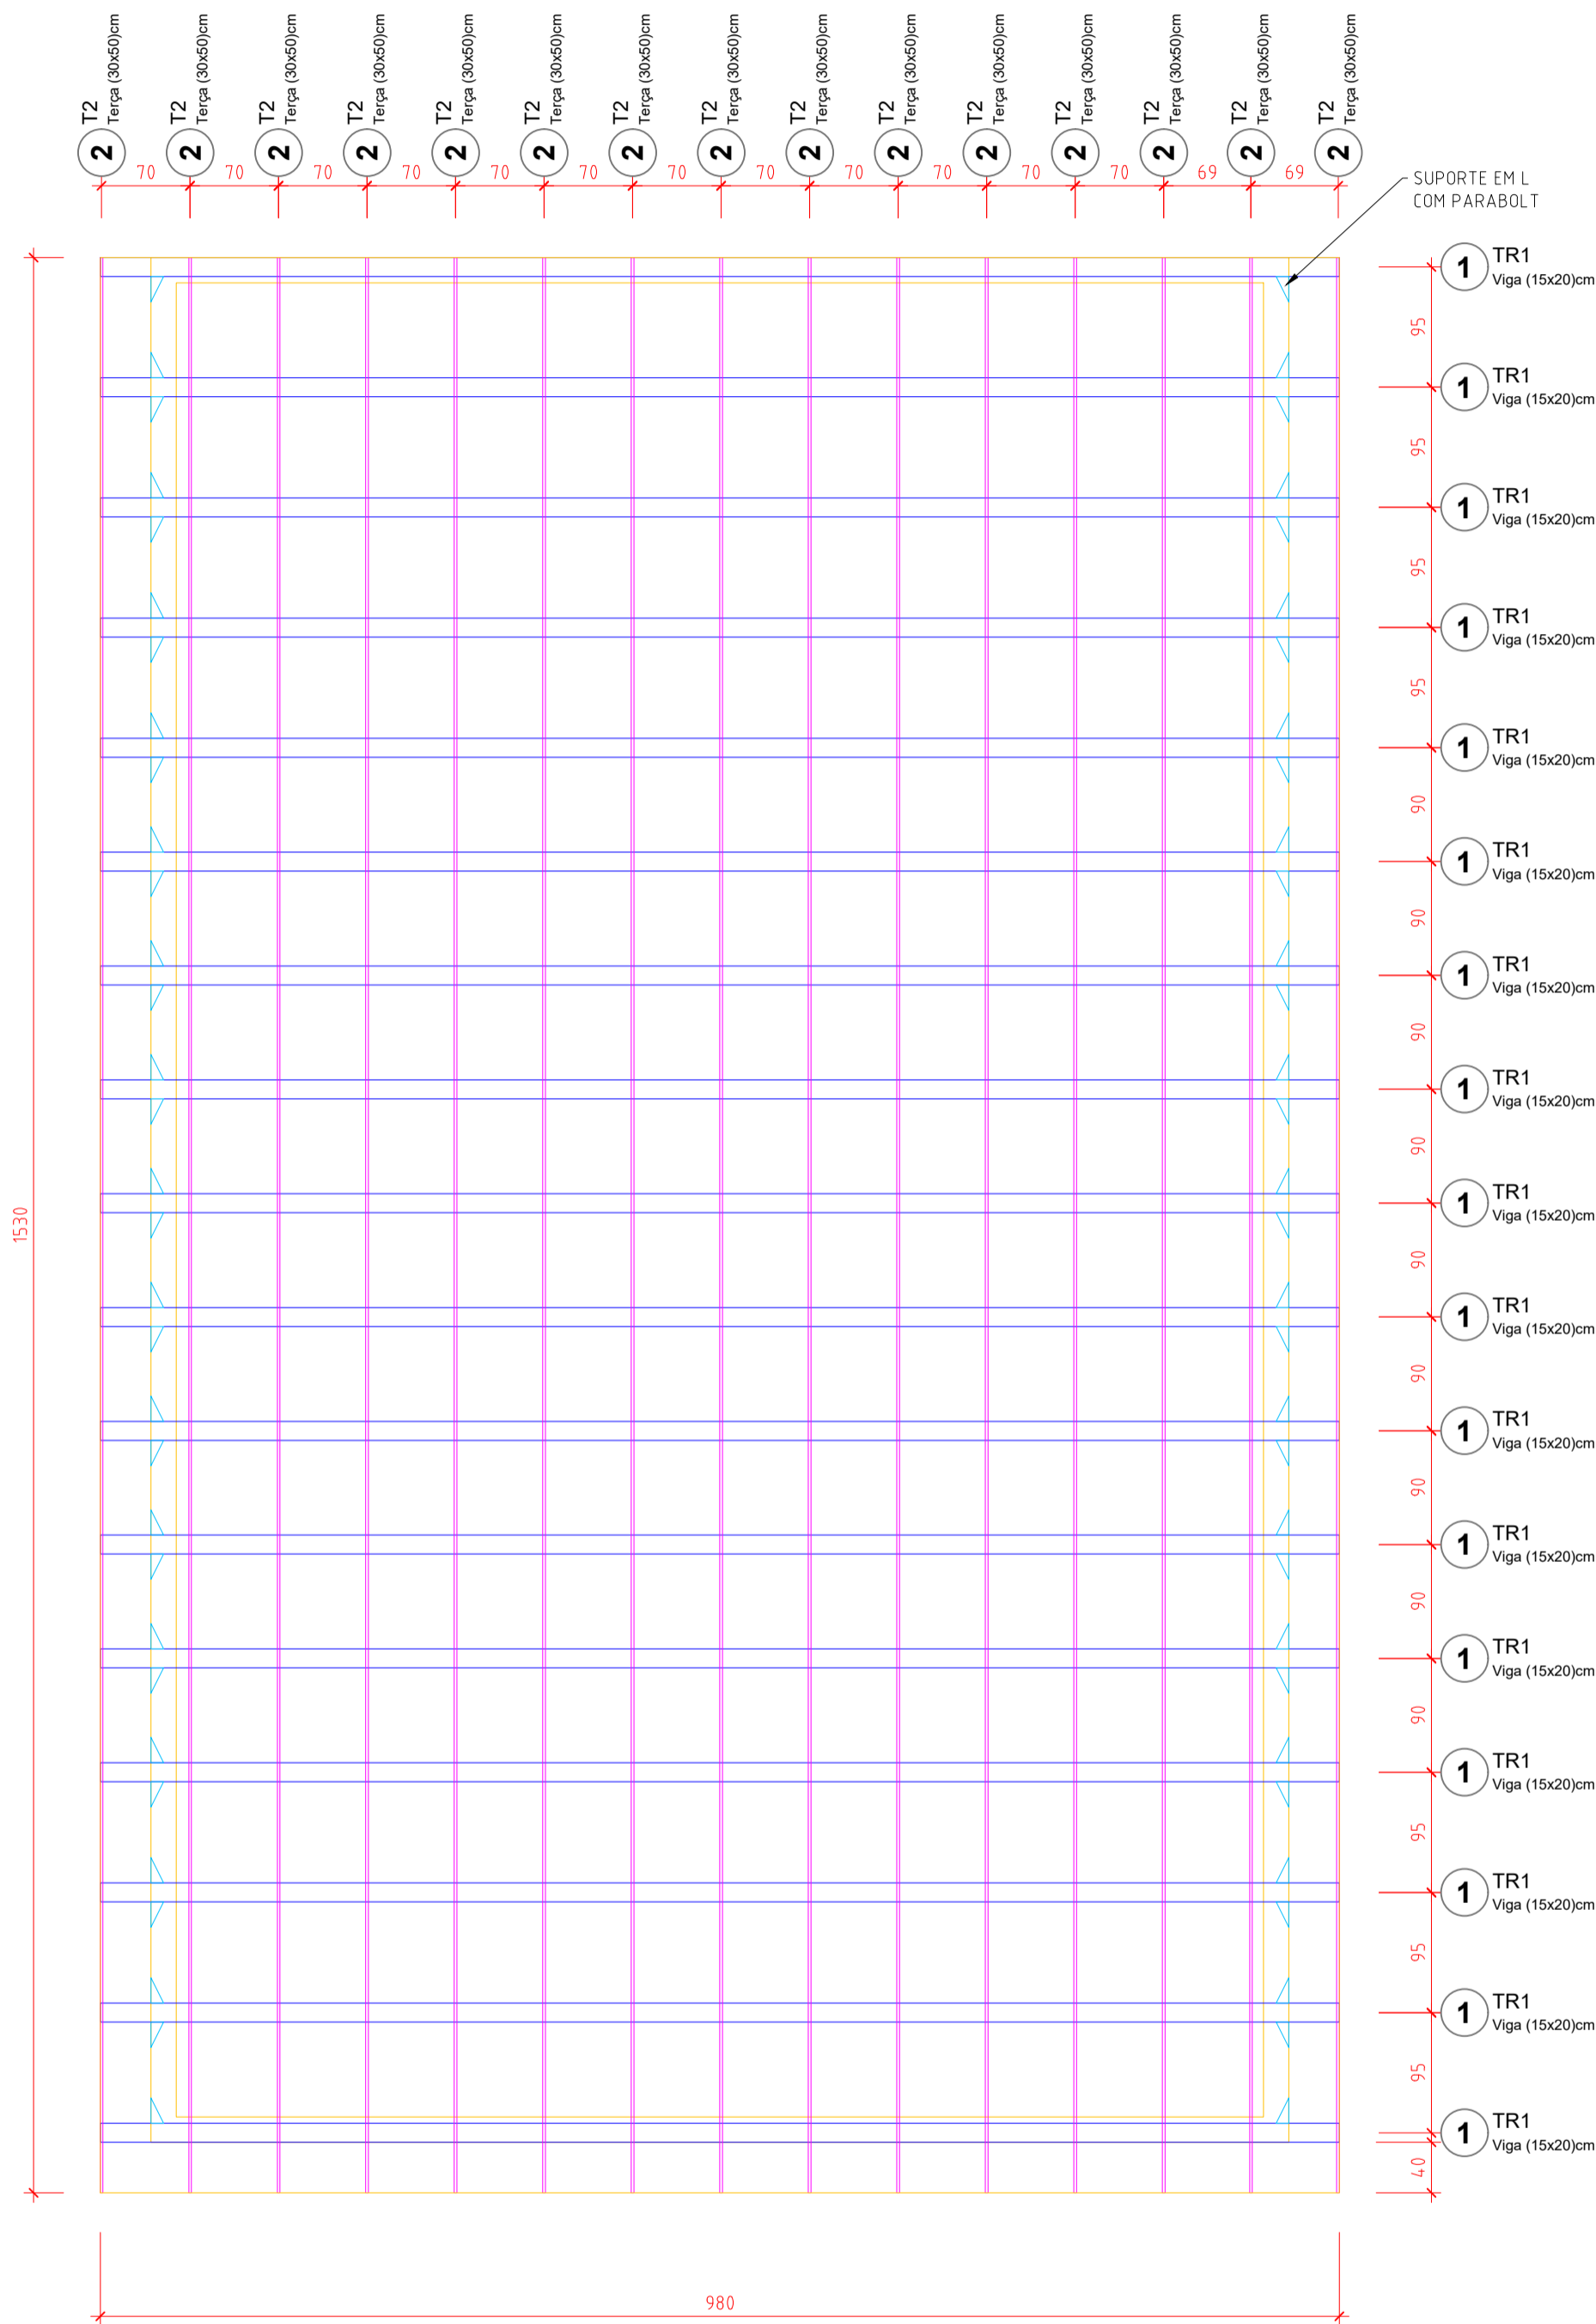 T2
Terça (30x50)cm
2
T2
Terça (30x50)cm
2
T2
Terça (30x50)cm
2
T2
Terça (30x50)cm
2
T2
Terça (30x50)cm
2
T2
Terça (30x50)cm
2
T2
Terça (30x50)cm
2
T2
Terça (30x50)cm
2
T2
Terça (30x50)cm
2
T2
Terça (30x50)cm
2
T2
Terça (30x50)cm
2
T2
Terça (30x50)cm
2
T2
Terça (30x50)cm
2
T2
Terça (30x50)cm
2
T2
Terça (30x50)cm
2
70 70 70 70 70 70 70 70 70 70 70 70 69 69
SUPORTE EM L
COM PARABOLT
1 TR1
Viga (15x20)cm
95
1 TR1
Viga (15x20)cm
95
1 TR1
Viga (15x20)cm
95
1 TR1
Viga (15x20)cm
95
1 TR1
Viga (15x20)cm
90
1 TR1
Viga (15x20)cm
90
1 TR1
Viga (15x20)cm
90
1 TR1
Viga (15x20)cm
90
1 TR1
Viga (15x20)cm
90
1 TR1
Viga (15x20)cm
90
1 TR1
Viga (15x20)cm
90
1 TR1
Viga (15x20)cm
90
1 TR1
Viga (15x20)cm
90
1 TR1
Viga (15x20)cm
95
1 TR1
Viga (15x20)cm
95
1 TR1
Viga (15x20)cm
95
1 TR1
Viga (15x20)cm
40
1530
980